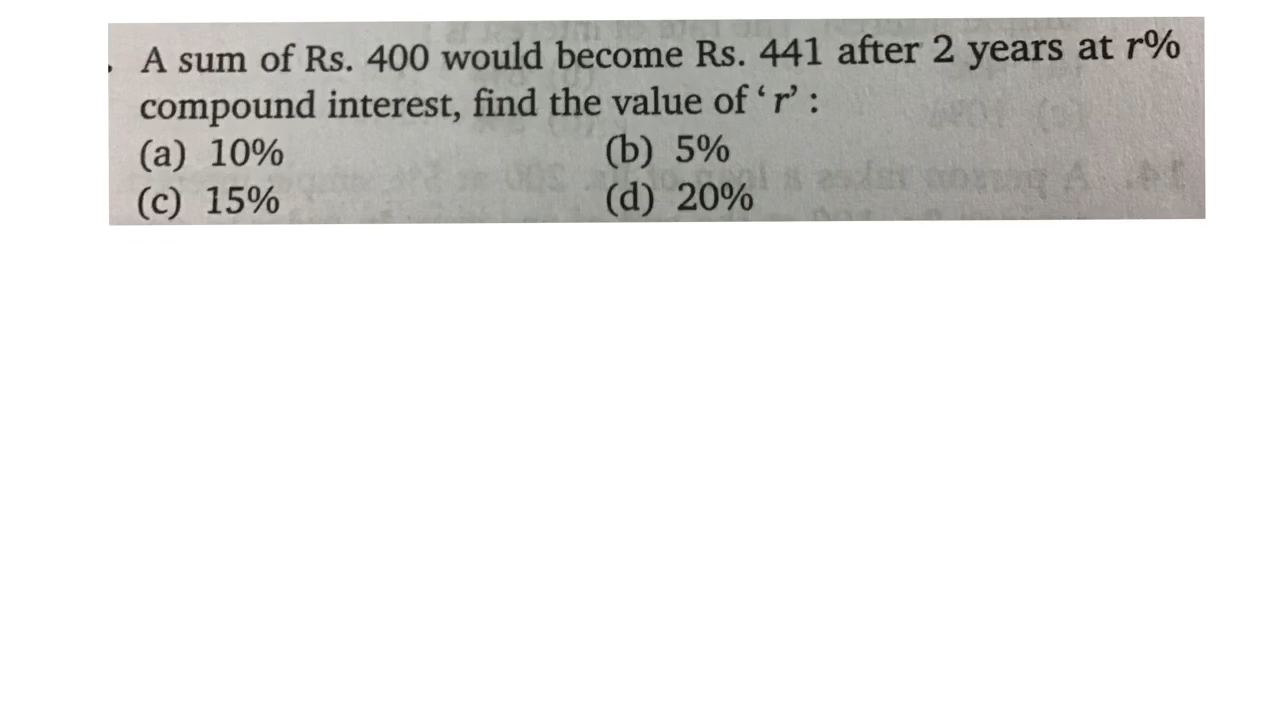 A sum of Rs. 400 would become Rs. 441 after 2 years at r%
compound interest, find the value of ‘r’ :
(a) 10% (b) 5%
(c) 15% (d) 20%